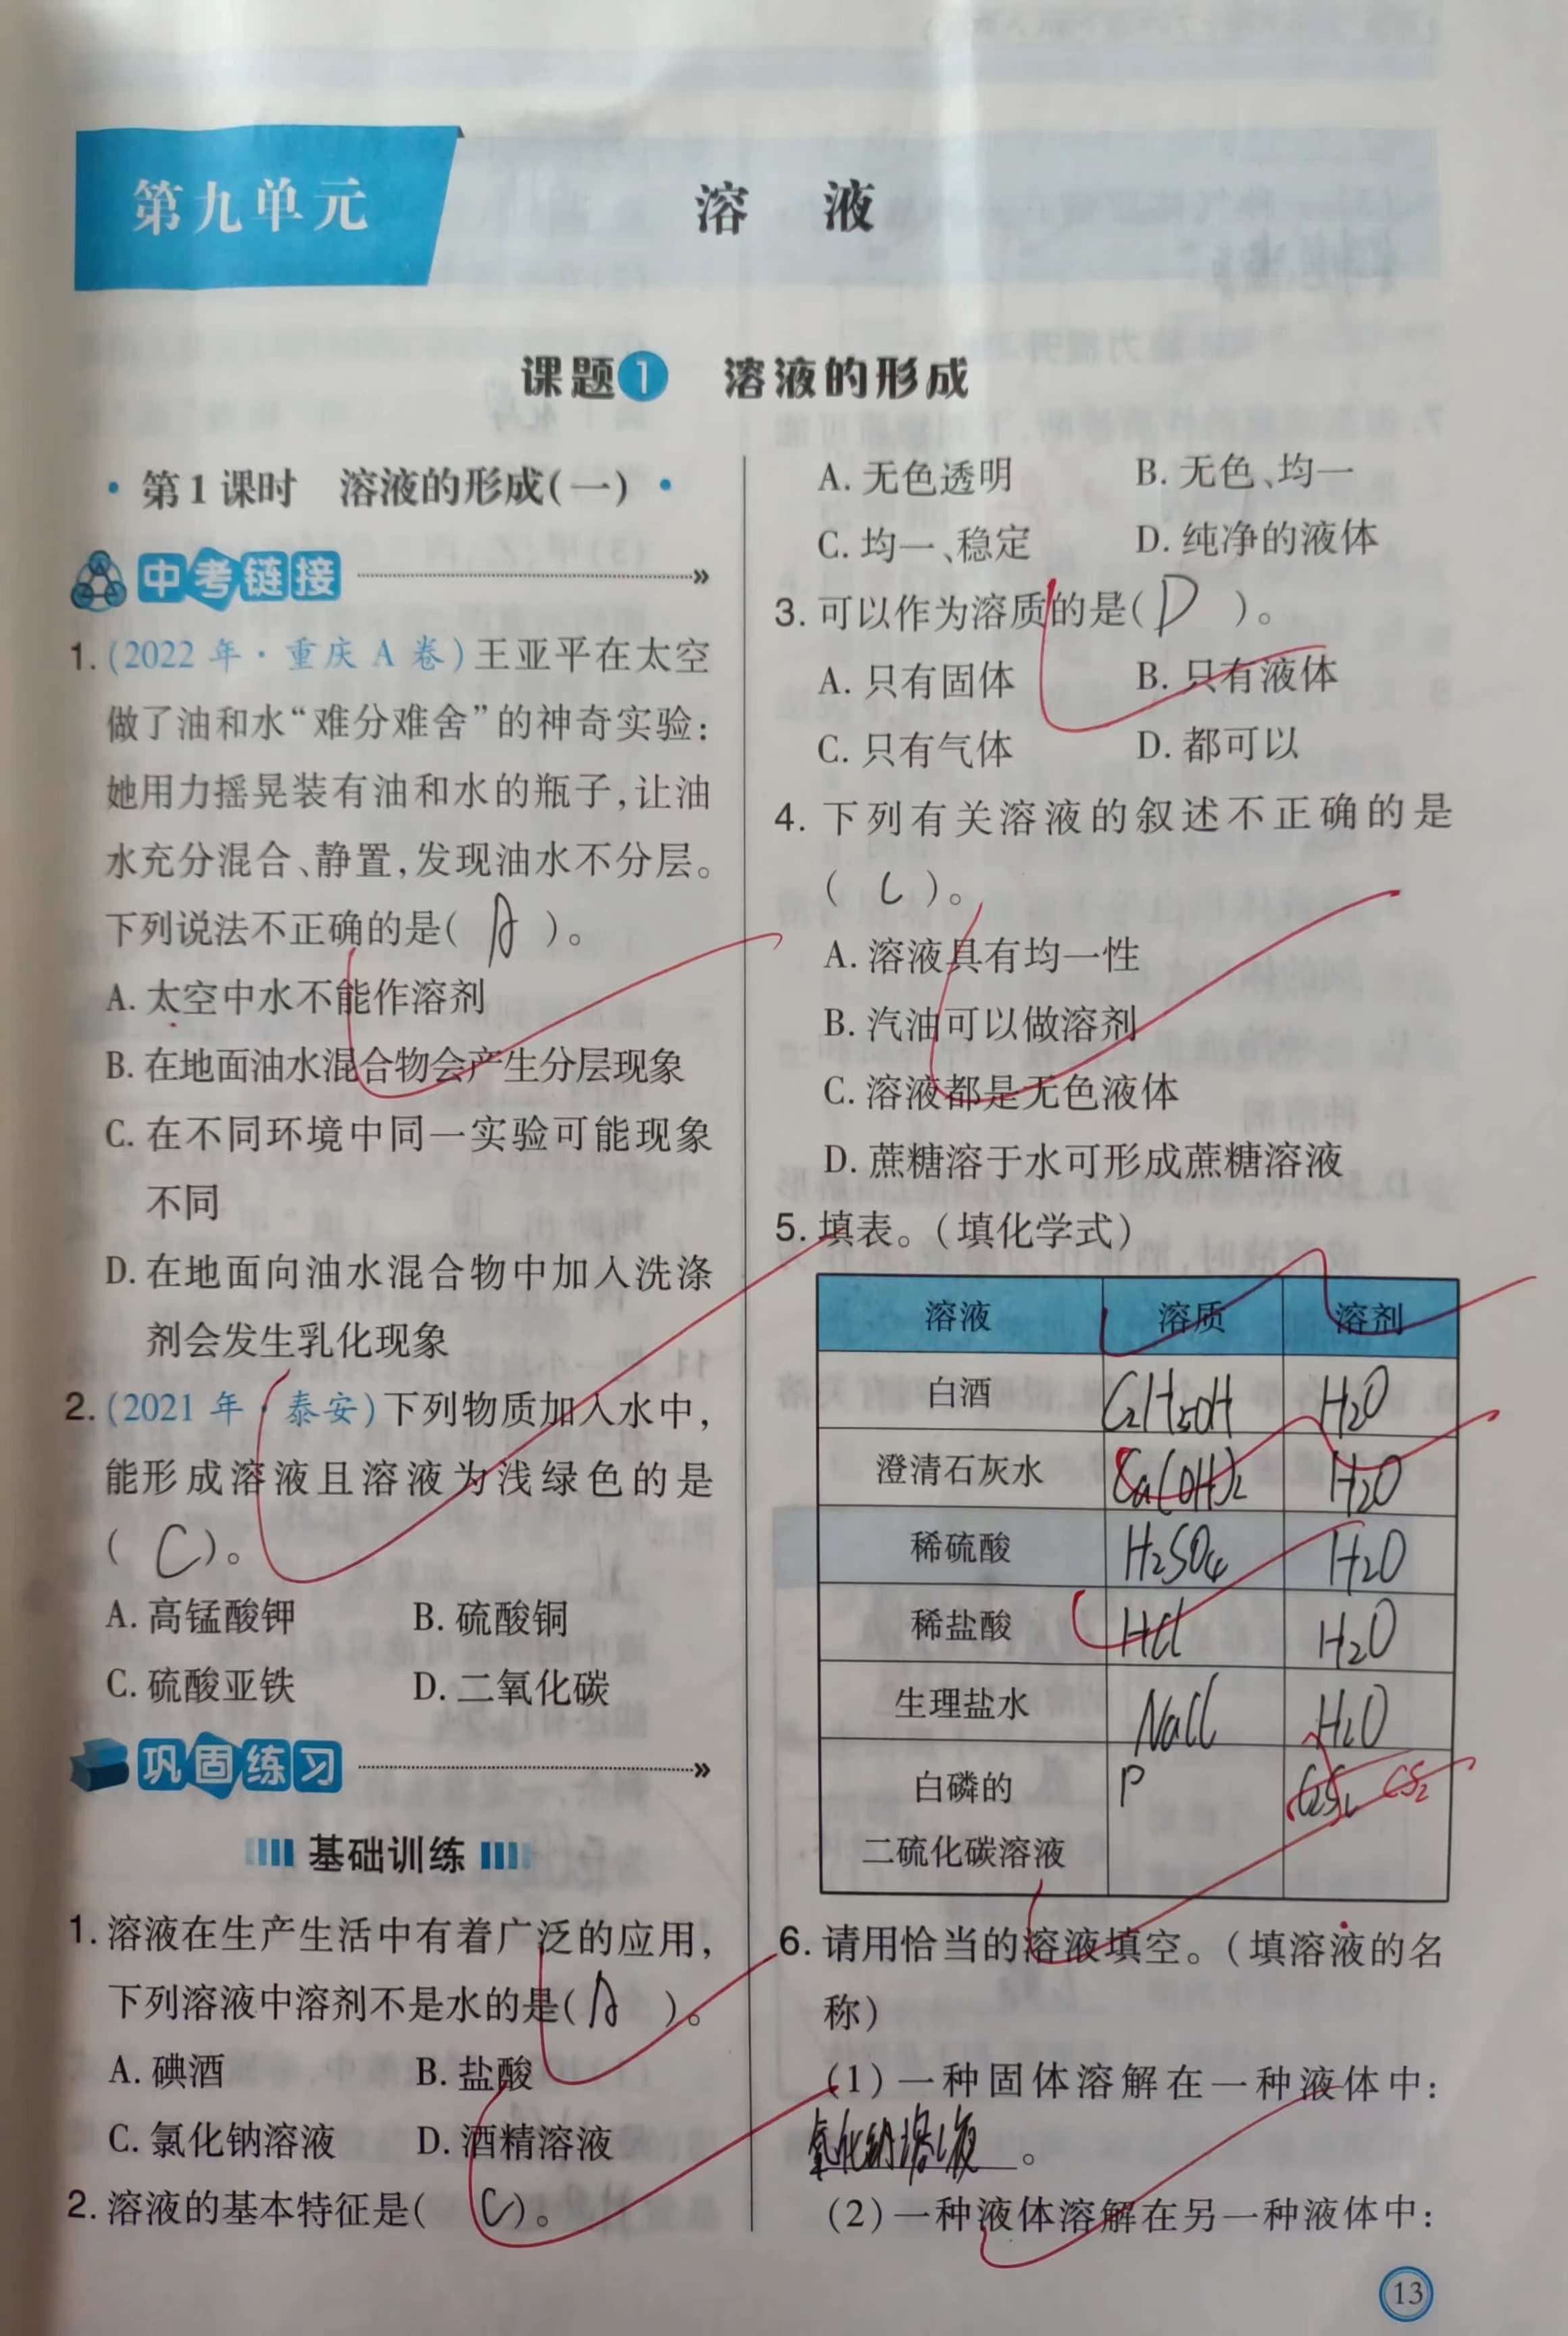 第九单元
溶 液
课题1 溶液的形成
·第1课时 溶液的形成(一)·
中考链接
1.(2022年·重庆A卷)王亚平在太空
做了油和水“难分难舍”的神奇实验:
她用力摇晃装有油和水的瓶子,让油
水充分混合、静置,发现油水不分层。
下列说法不正确的是( A )。
A. 太空中水不能作溶剂
B. 在地面油水混合物会产生分层现象
C. 在不同环境中同一实验可能现象
不同
D. 在地面向油水混合物中加入洗涤
剂会发生乳化现象
2.(2021年·泰安)下列物质加入水中,
能形成溶液且溶液为浅绿色的是
( C )。
A. 高锰酸钾 B. 硫酸铜
C. 硫酸亚铁 D. 二氧化碳
巩固练习
基础训练
1. 溶液在生产生活中有着广泛的应用,
下列溶液中溶剂不是水的是( A )。
A. 碘酒 B. 盐酸
C. 氯化钠溶液 D. 酒精溶液
2. 溶液的基本特征是( C )。
A. 无色透明 B. 无色、均一
C. 均一、稳定 D. 纯净的液体
3. 可以作为溶质的是( D )。
A. 只有固体 B. 只有液体
C. 只有气体 D. 都可以
4. 下列有关溶液的叙述不正确的是
( C )。
A. 溶液具有均一性
B. 汽油可以做溶剂
C. 溶液都是无色液体
D. 蔗糖溶于水可形成蔗糖溶液
5. 填表。(填化学式)
溶液 溶质 溶剂
白酒 C2H5OH H2O
澄清石灰水 Ca(OH)2 H2O
稀硫酸 H2SO4 H2O
稀盐酸 HCl H2O
生理盐水 NaCl H2O
白磷的 P CS2
二硫化碳溶液
6. 请用恰当的溶液填空。(填溶液的名
称)
(1)一种固体溶解在一种液体中:
氯化钠溶液。
(2)一种液体溶解在另一种液体中:
13